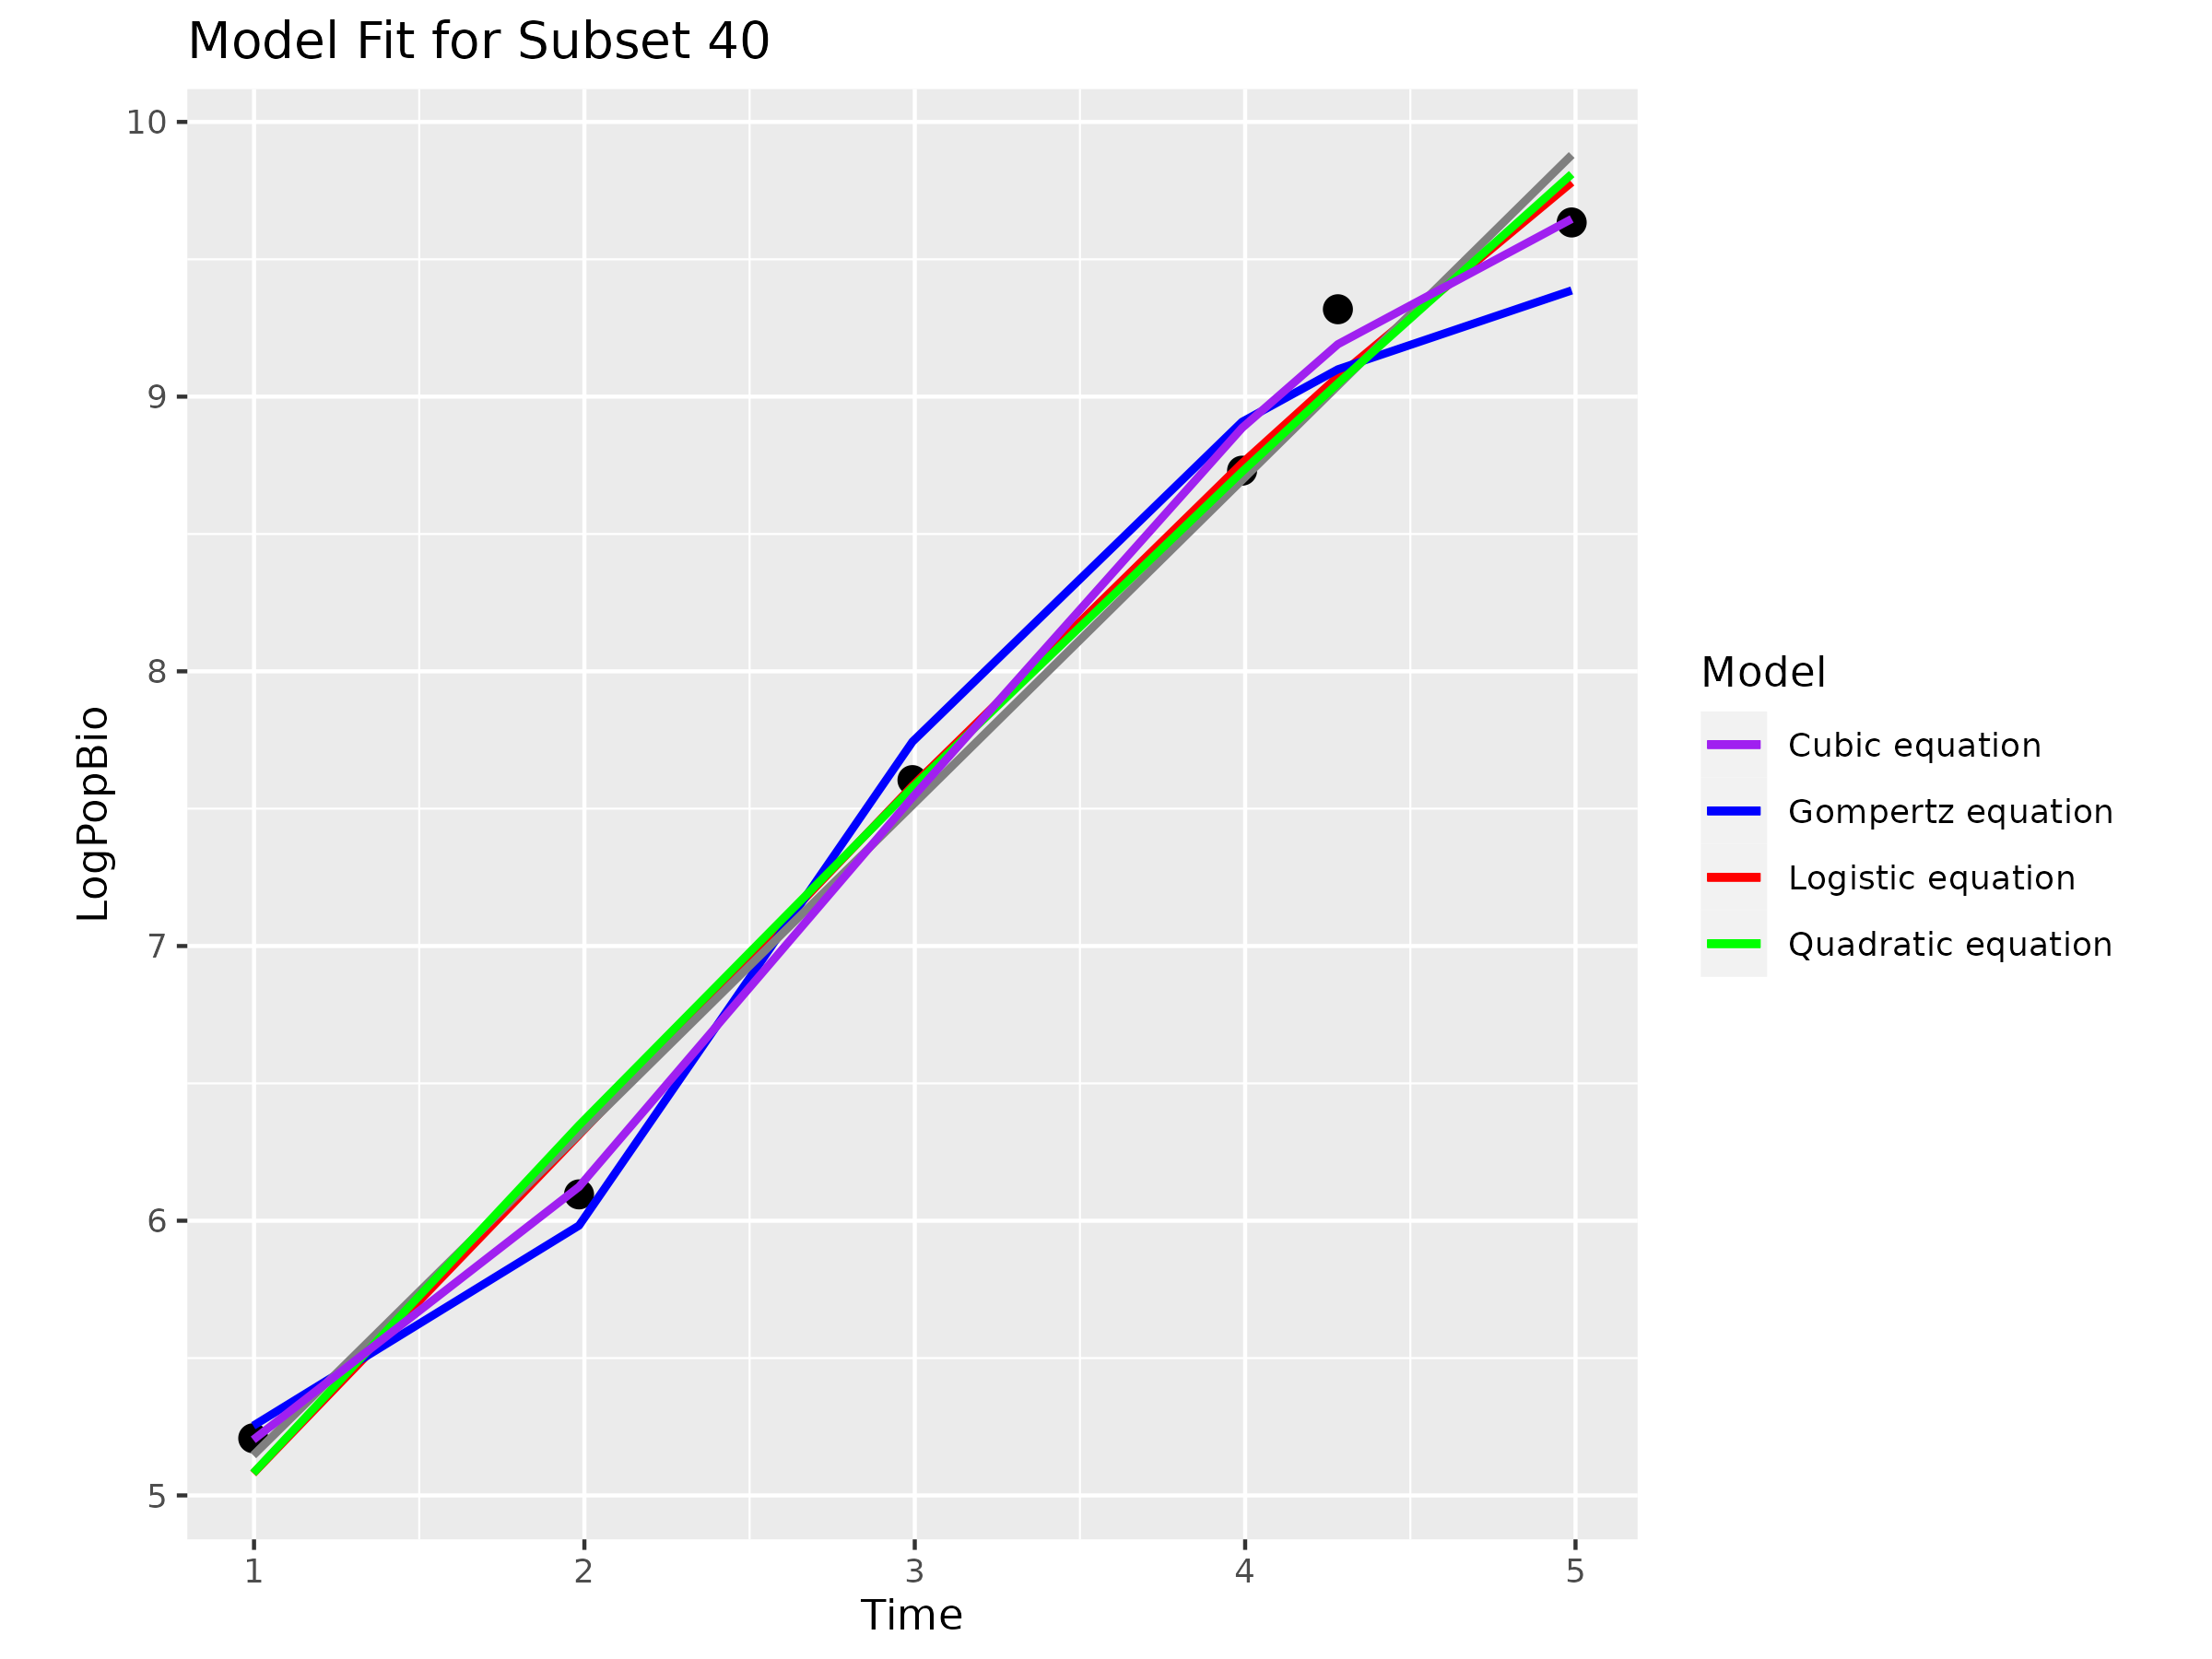 Model Fit for Subset 40
10
9
8
7
6
5
LogPopBio
1 2 3 4 5
Time
Model
Cubic equation
Gompertz equation
Logistic equation
Quadratic equation